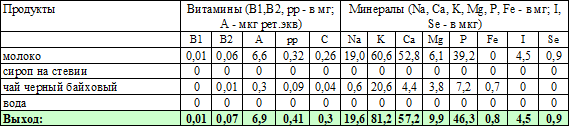 Продукты Витамины (В1,В2, рр - в мг; А - мкг рет.экв) Минералы (Na, Ca, K, Mg, P, Fe - в мг; I, Se - в мкг)
В1 В2 А рр С Na K Ca Mg P Fe I Se
молоко 0,01 0,06 6,6 0,32 0,26 19,0 60,6 52,8 6,1 39,2 0 4,5 0,9
сироп на стевии 0 0 0 0 0 0 0 0 0 0 0 0 0
чай черный байховый 0 0,01 0,3 0,09 0,04 0,6 20,6 4,4 3,8 7,2 0,7 0 0
вода 0 0 0 0 0 0 0 0 0 0 0 0 0
Выход: 0,01 0,07 6,9 0,41 0,3 19,6 81,2 57,2 9,9 46,3 0,8 4,5 0,9